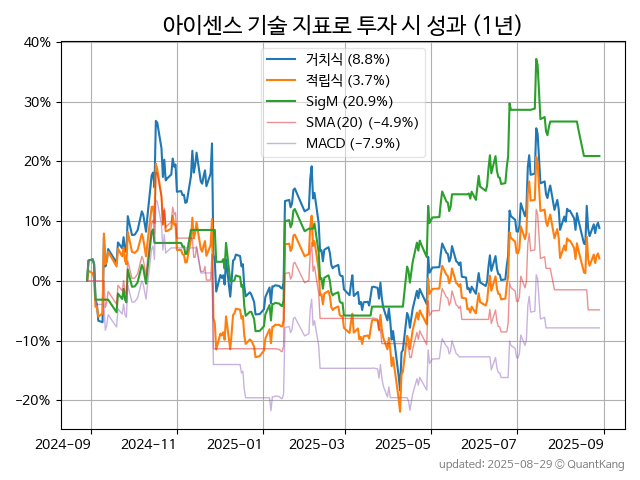 아이센스 기술 지표로 투자 시 성과 (1년)
40%
30%
20%
10%
0%
−10%
−20%
거치식 (8.8%)
적립식 (3.7%)
SigM (20.9%)
SMA(20) (−4.9%)
MACD (−7.9%)
2024-09
2024-11
2025-01
2025-03
2025-05
2025-07
2025-09
updated: 2025-08-29 © QuantKang